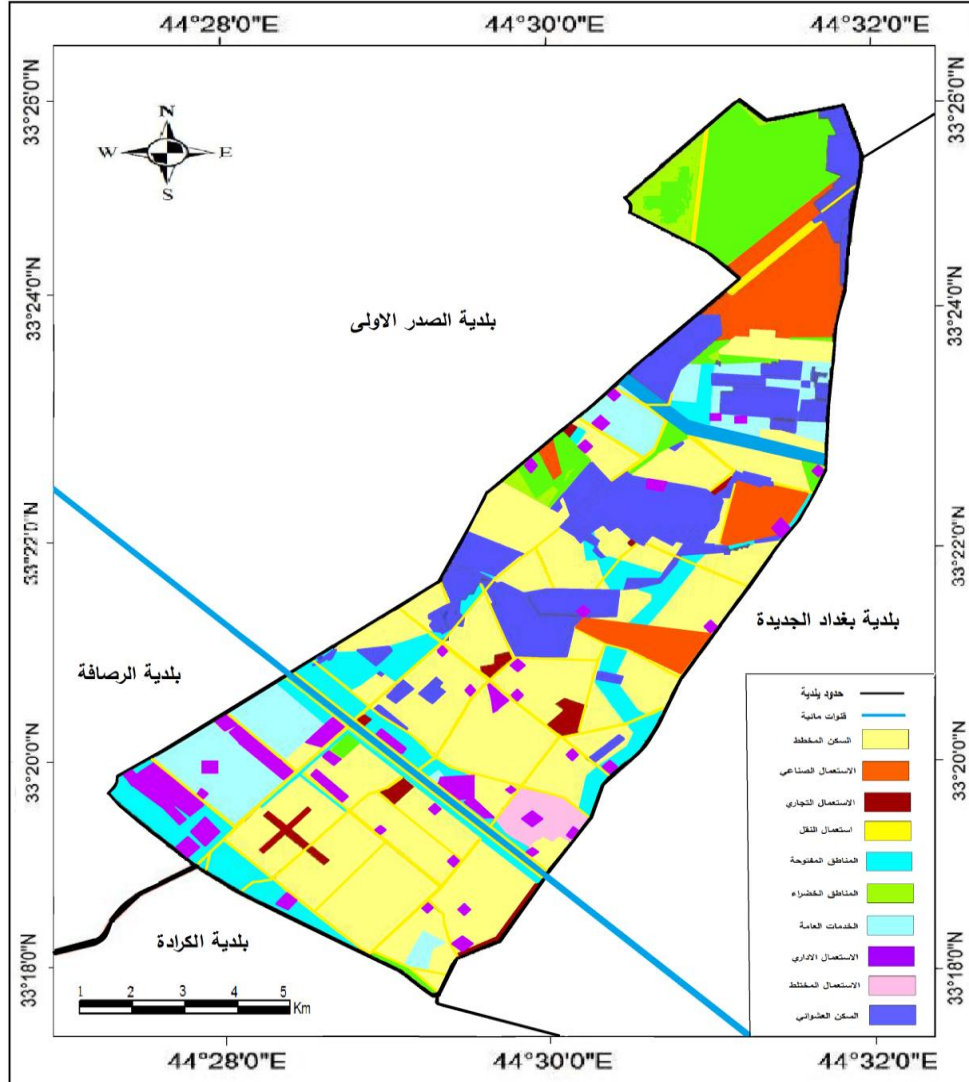 44°28'0"E 44°30'0"E 44°32'0"E
33°26'0"N 33°26'0"N
N
W E
S
33°24'0"N 33°24'0"N
بلدية الصدر الاولى
33°22'0"N 33°22'0"N
بلدية بغداد الجديدة
بلدية الرصافة
33°20'0"N 33°20'0"N
بلدية الكرادة
33°18'0"N 33°18'0"N
1 2 3 4 5
Km
حدود بلدية
قنوات مائية
السكن المخطط
الاستعمال الصناعي
الاستعمال التجاري
استعمال النقل
المناطق المفتوحة
المناطق الخضراء
الخدمات العامة
الاستعمال الاداري
الاستعمال المختلط
السكن العشوائي
44°28'0"E 44°30'0"E 44°32'0"E